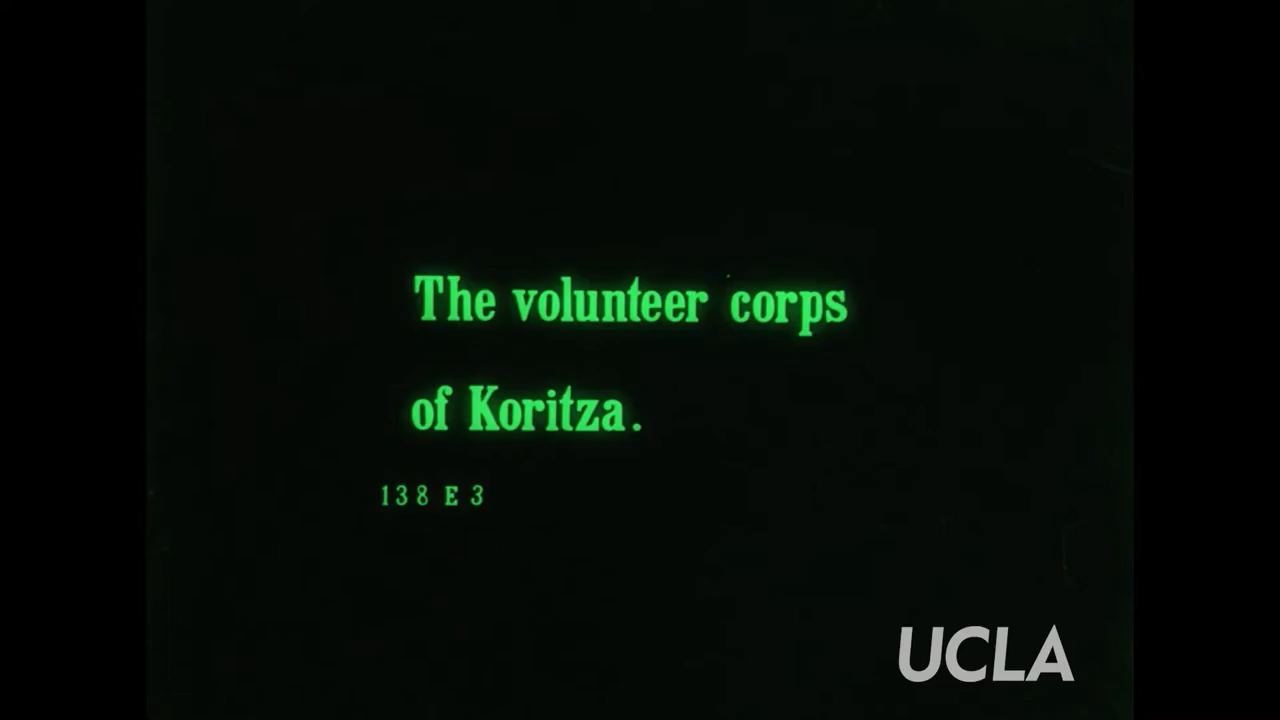 The volunteer corps
of Koritza.
138 E 3
UCLA